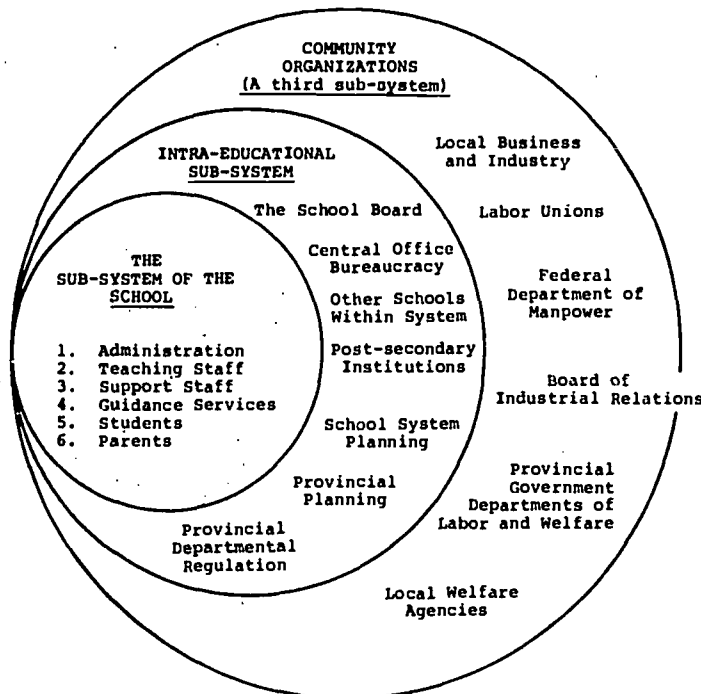 COMMUNITY
ORGANIZATIONS
(A third sub-system)
Local Business
and Industry
Labor Unions
Federal
Department of
Manpower
Board of
Industrial Relations
Provincial
Government
Departments of
Labor and Welfare
Local Welfare
Agencies
INTRA-EDUCATIONAL
SUB-SYSTEM
The School Board
Central Office
Bureaucracy
Other Schools
Within System
Post-secondary
Institutions
School System
Planning
Provincial
Planning
Provincial
Departmental
Regulation
THE
SUB-SYSTEM OF THE
SCHOOL
1. Administration
2. Teaching Staff
3. Support Staff
4. Guidance Services
5. Students
6. Parents